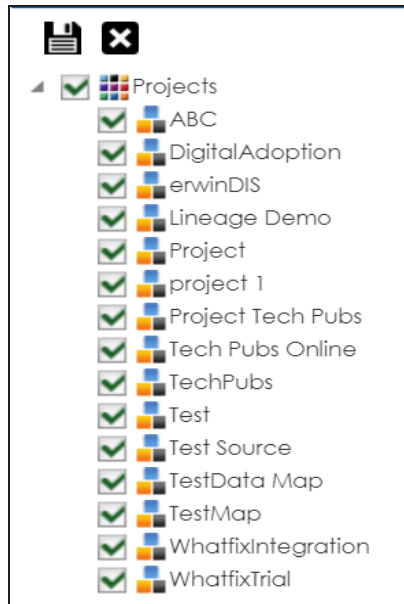 Projects
ABC
DigitalAdoption
erwinDIS
Lineage Demo
Project
project 1
Project Tech Pubs
Tech Pubs Online
TechPubs
Test
Test Source
TestData Map
TestMap
WhatfixIntegration
WhatfixTrial